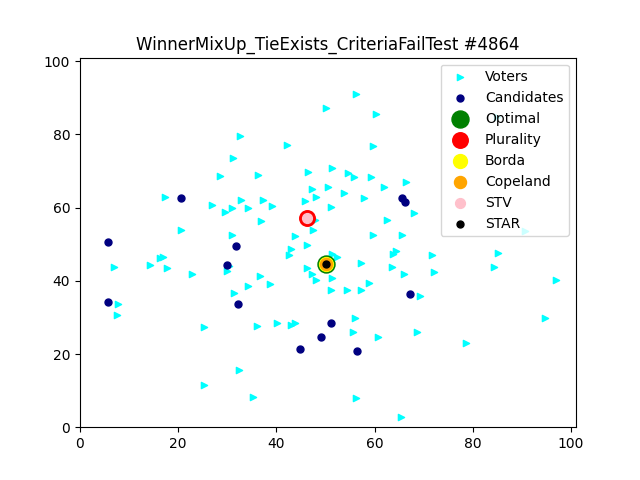 WinnerMixUp_TieExists_CriteriaFailTest #4864
100
80
60
40
20
0
0
20
40
60
80
100
Voters
Candidates
Optimal
Plurality
Borda
Copeland
STV
STAR